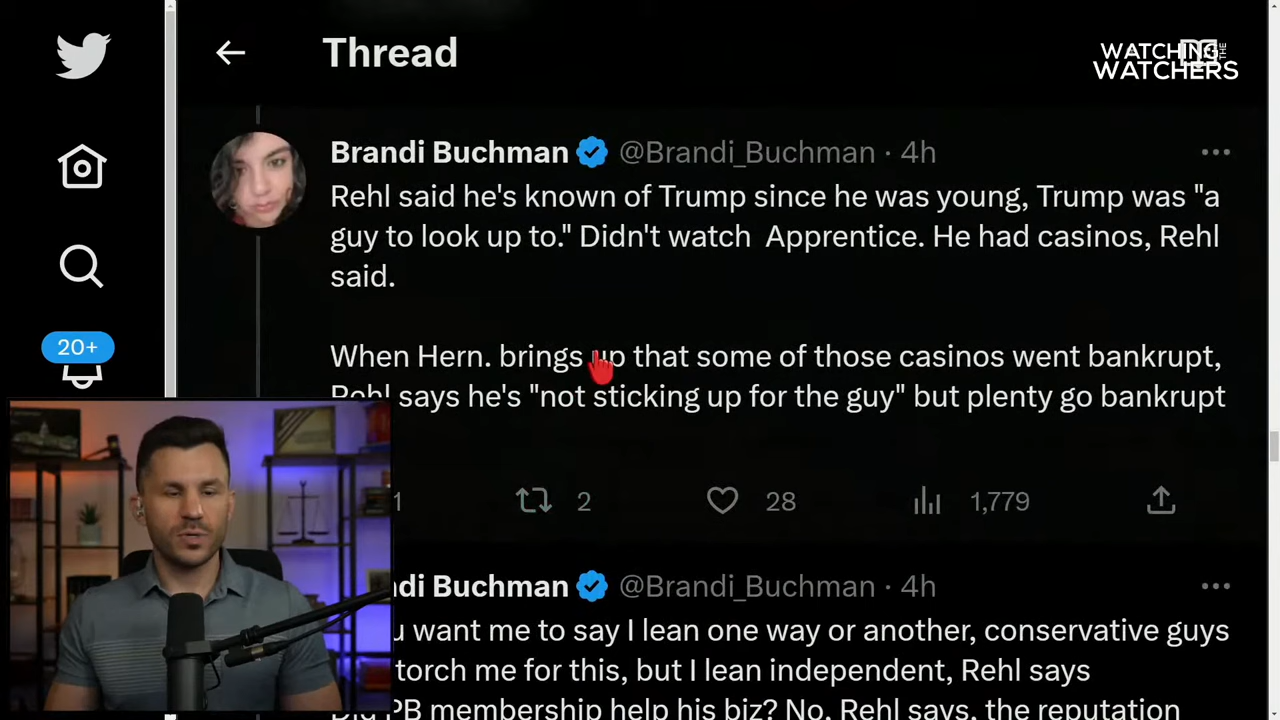 Thread
WATCHING THE
WATCHERS
Brandi Buchman @Brandi_Buchman · 4h
Rehl said he's known of Trump since he was young, Trump was "a
guy to look up to." Didn't watch Apprentice. He had casinos, Rehl
said.
20+
When Hern. brings up that some of those casinos went bankrupt,
Rehl says he's "not sticking up for the guy" but plenty go bankrupt
1 2 28 1,779
di Buchman @Brandi_Buchman · 4h
u want me to say I lean one way or another, conservative guys
torch me for this, but I lean independent, Rehl says
PB membership help his biz? No, Rehl says, the reputation